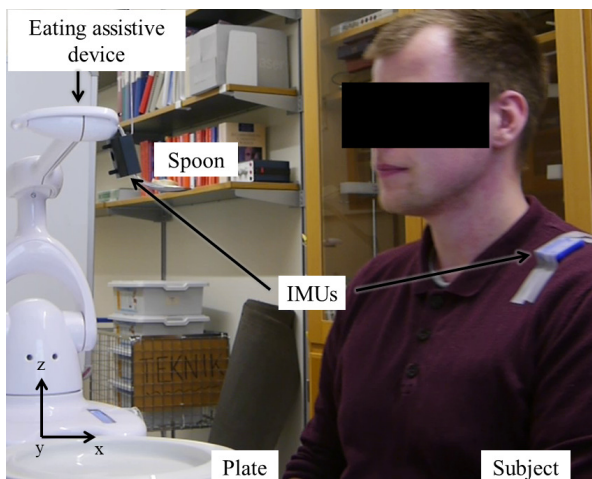 Eating assistive
device
Spoon
IMUs
TEKNIK
z
y x
Plate
Subject